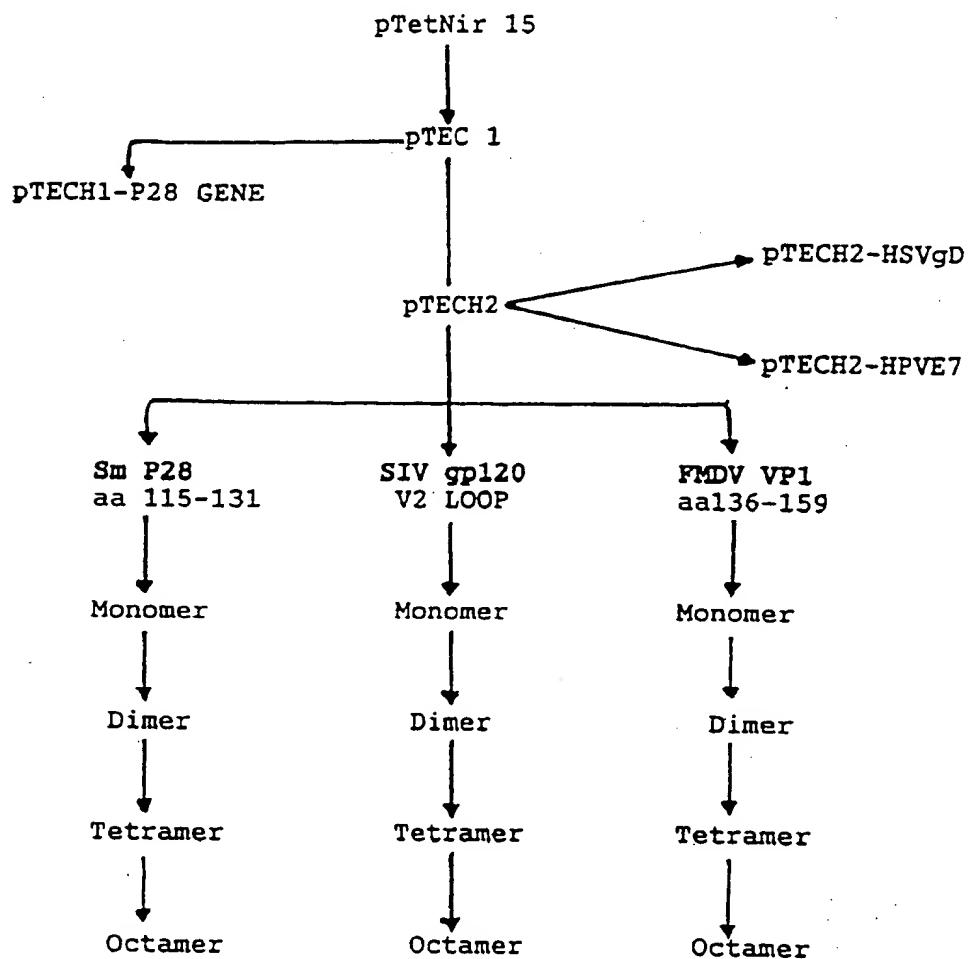 pTetNir 15
pTEC 1
pTECH1-P28 GENE
pTECH2-HSVgD
pTECH2
pTECH2-HPVE7
Sm P28
aa 115-131
SIV gp120
V2 LOOP
FMDV VP1
aa136-159
Monomer
Monomer
Monomer
Dimer
Dimer
Dimer
Tetramer
Tetramer
Tetramer
Octamer
Octamer
Octamer